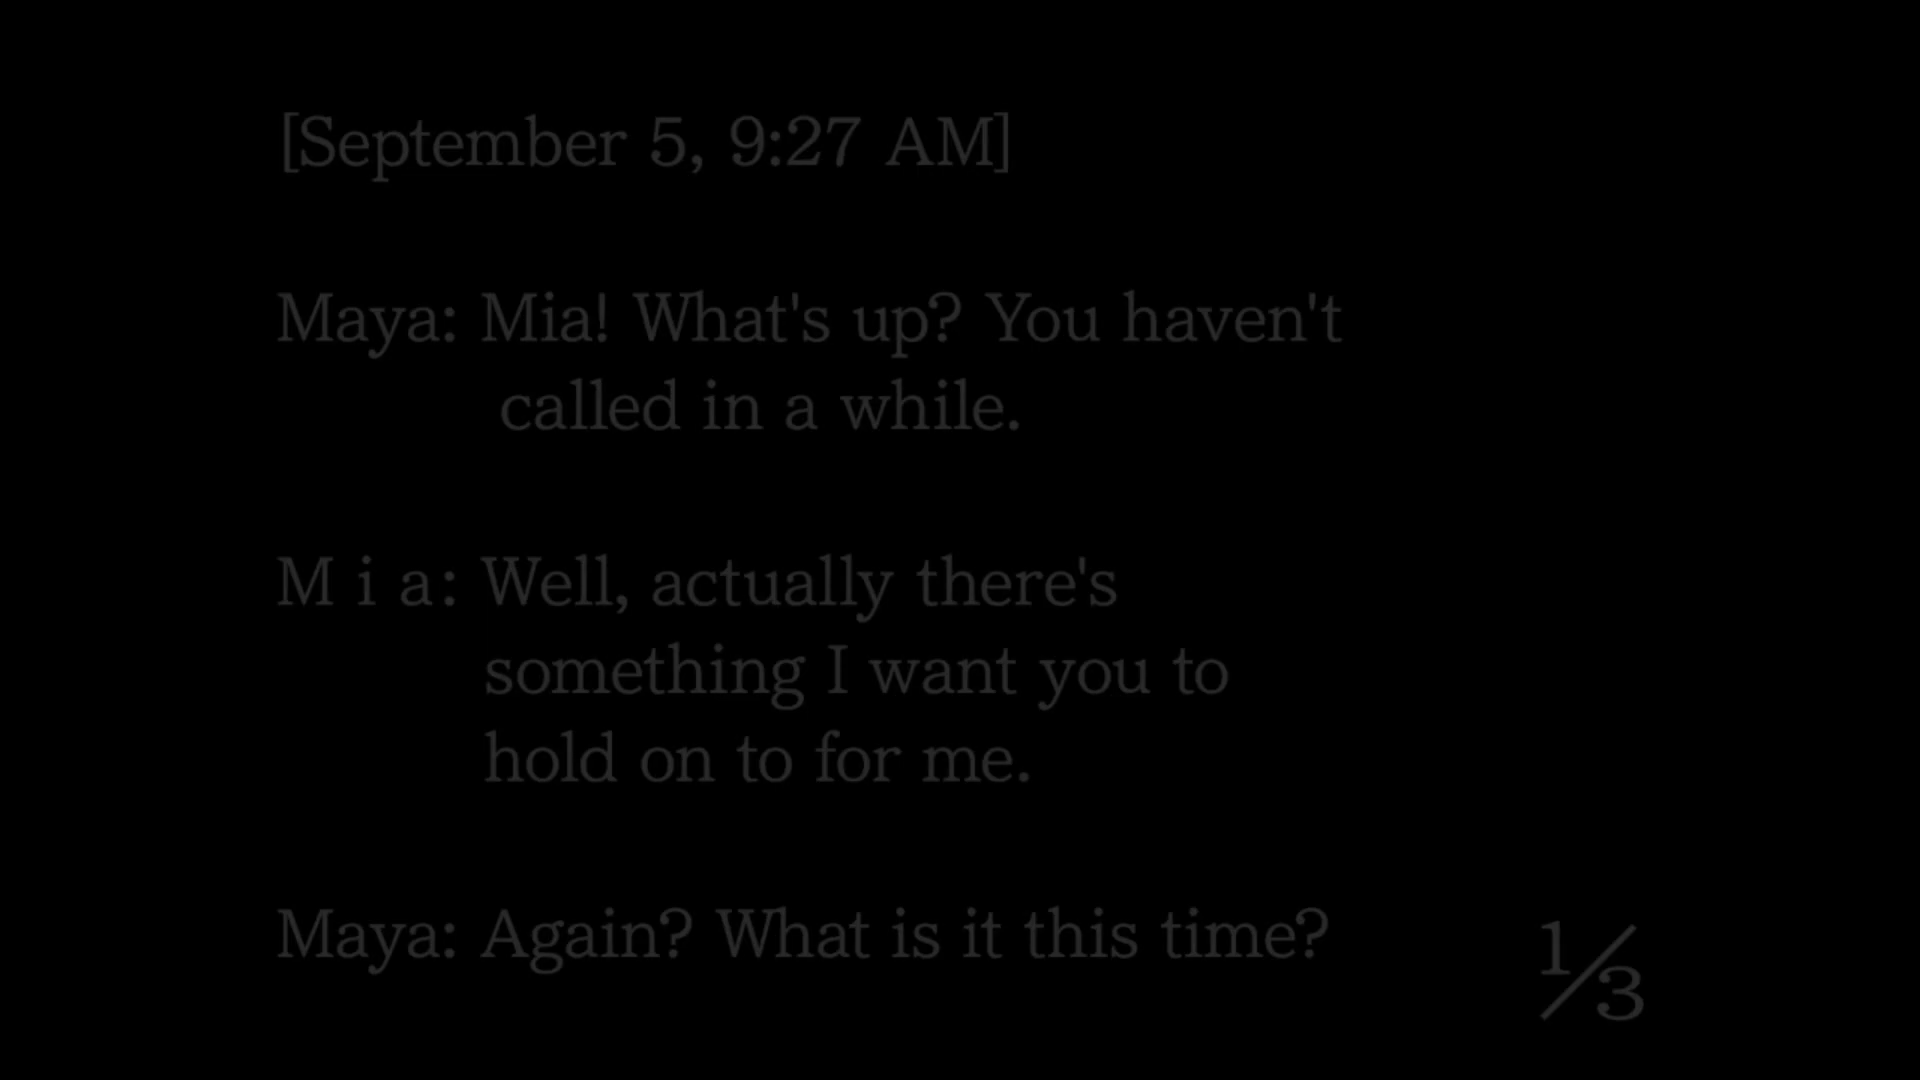 [September 5, 9:27 AM]
Maya: Mia! What's up? You haven't
called in a while.
M i a: Well, actually there's
something I want you to
hold on to for me.
Maya: Again? What is it this time?
1/3